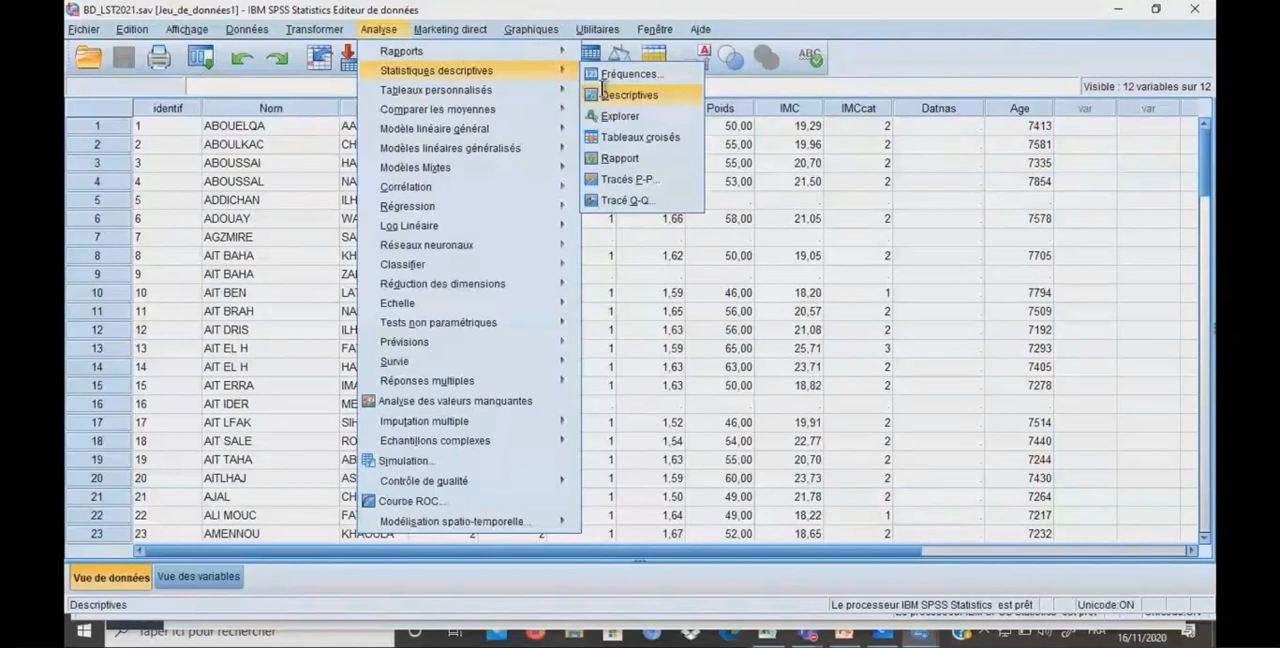 BD_LST2021.sav [Jeu_de_données1] - IBM SPSS Statistics Editeur de données
Fichier Edition Affichage Données Transformer Analyse Marketing direct Graphiques Utilitaires Fenêtre Aide
Visible : 12 variables sur 12
Rapports
Statistiques descriptives
Tableaux personnalisés
Comparer les moyennes
Modèle linéaire général
Modèles linéaires généralisés
Modèles Mixtes
Corrélation
Régression
Log Linéaire
Réseaux neuronaux
Classifier
Réduction des dimensions
Echelle
Tests non paramétriques
Prévisions
Survie
Réponses multiples
Analyse des valeurs manquantes
Imputation multiple
Echantillons complexes
Simulation...
Contrôle de qualité
Courbe ROC...
Modélisation spatio-temporelle...
Fréquences...
Descriptives
Explorer
Tableaux croisés
Rapport
Tracés P-P...
Tracé Q-Q...
identif Nom Poids IMC IMCcat Datnas Age var var
1 1 ABOUELQA AA 50,00 19,29 2 . 7413
2 2 ABOULKAC CH 55,00 19,96 2 . 7581
3 3 ABOUSSAI HA 55,00 20,70 2 . 7335
4 4 ABOUSSAL NA 53,00 21,50 2 . 7854
5 5 ADDICHAN ILH . . . . .
6 6 ADOUAY WA 1 1,66 58,00 21,05 2 . 7578
7 7 AGZMIRE SA . . . . .
8 8 AIT BAHA KH 1 1,62 50,00 19,05 2 . 7705
9 9 AIT BAHA ZA . . . . .
10 10 AIT BEN LA 1 1,59 46,00 18,20 1 . 7794
11 11 AIT BRAH NA 1 1,65 56,00 20,57 2 . 7509
12 12 AIT DRIS ILH 1 1,63 56,00 21,08 2 . 7192
13 13 AIT EL H FA 1 1,59 65,00 25,71 3 . 7293
14 14 AIT EL H FA 1 1,63 63,00 23,71 2 . 7405
15 15 AIT ERRA IMA 1 1,63 50,00 18,82 2 . 7278
16 16 AIT IDER ME . . . . .
17 17 AIT LFAK SIH 1 1,52 46,00 19,91 2 . 7514
18 18 AIT SALE RO 1 1,54 54,00 22,77 2 . 7440
19 19 AIT TAHA AB 1 1,63 55,00 20,70 2 . 7244
20 20 AITLHAJ AS 1 1,59 60,00 23,73 2 . 7430
21 21 AJAL CH 1 1,50 49,00 21,78 2 . 7264
22 22 ALI MOUC FA 1 1,64 49,00 18,22 1 . 7217
23 23 AMENNOU KHAOULA 2 2 1 1,67 52,00 18,65 2 . 7232
Vue de données Vue des variables
Descriptives Le processeur IBM SPSS Statistics est prêt Unicode:ON
Taper ici pour rechercher FRA 16/11/2020